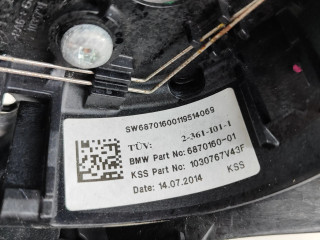 SW68701600119514069
TÜV: 2-361-101-1
BMW Part No: 6870160-01
KSS Part No: 1030767V43F
Date: 14.07.2014 KSS